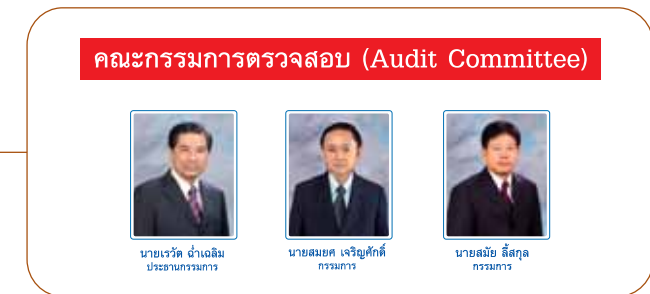 คณะกรรมการตรวจสอบ (Audit Committee)
นายเรวัต ฉ่ำเฉลิม
ประธานกรรมการ
นายสมยศ เจริญศักดิ์
กรรมการ
นายสมัย ลี้สกุล
กรรมการ